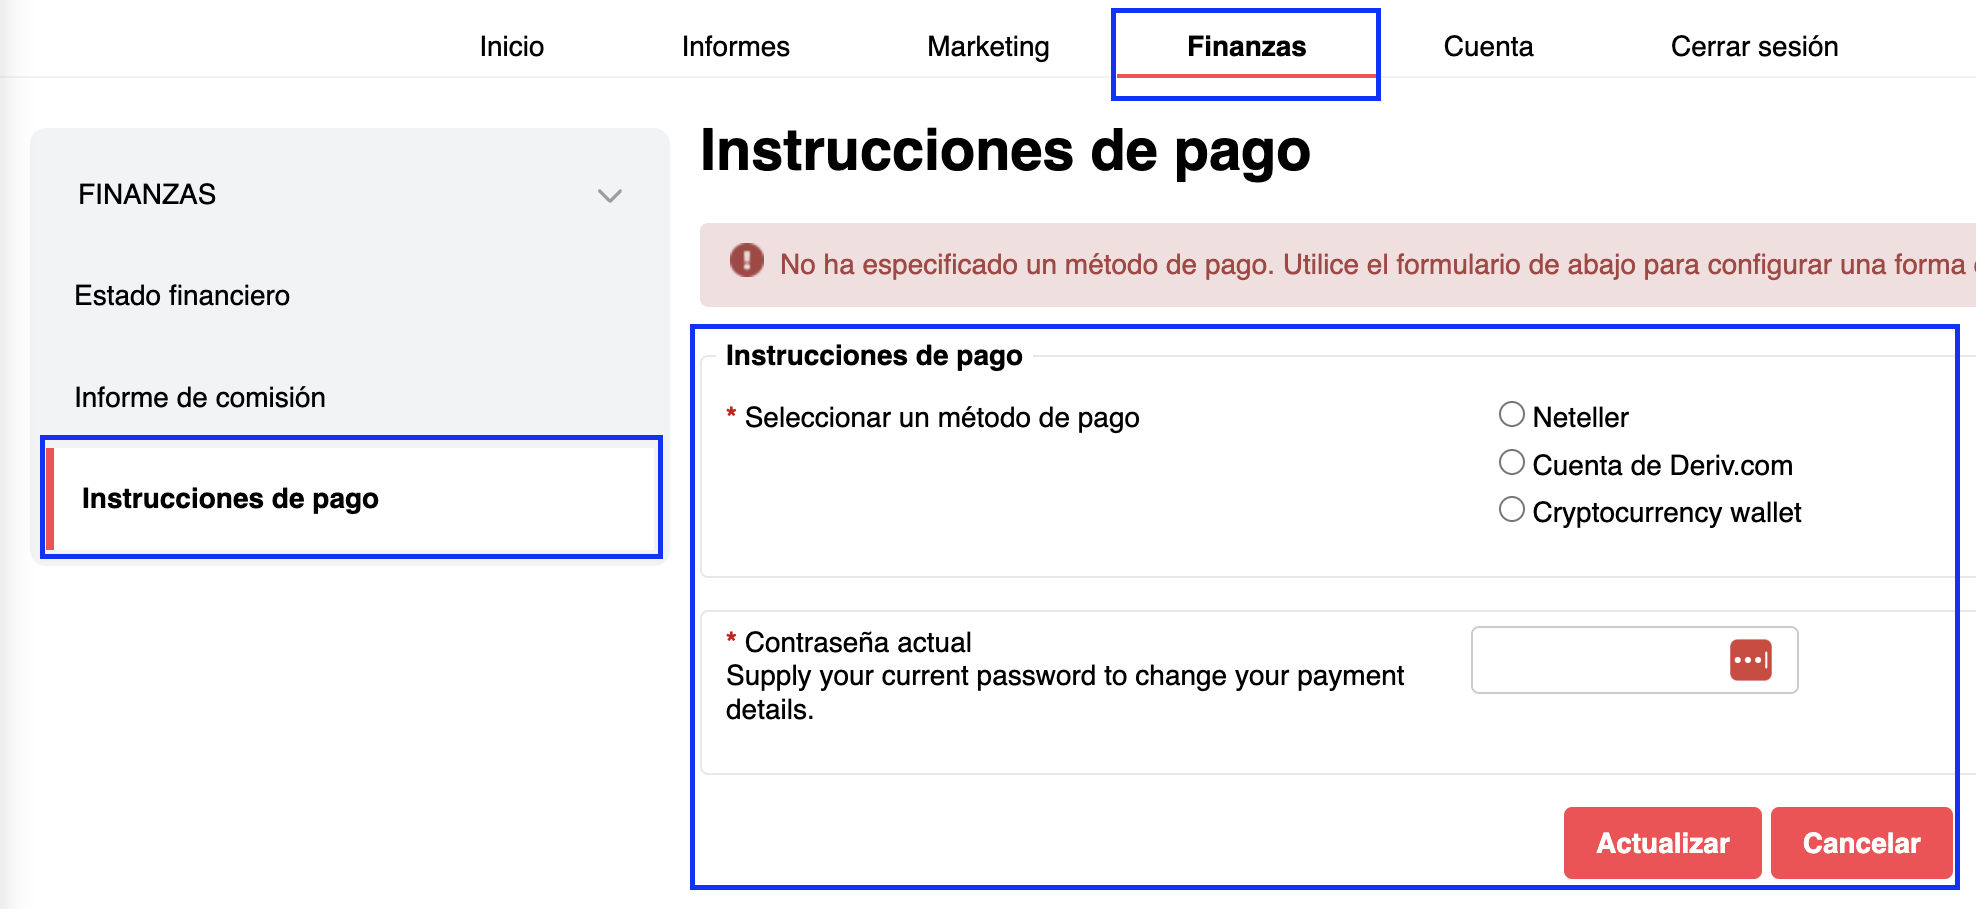 Inicio Informes Marketing Finanzas Cuenta Cerrar sesión
FINANZAS
Estado financiero
Informe de comisión
Instrucciones de pago
Instrucciones de pago
No ha especificado un método de pago. Utilice el formulario de abajo para configurar una forma
Instrucciones de pago
* Seleccionar un método de pago
Neteller
Cuenta de Deriv.com
Cryptocurrency wallet
* Contraseña actual
Supply your current password to change your payment
details.
Actualizar Cancelar